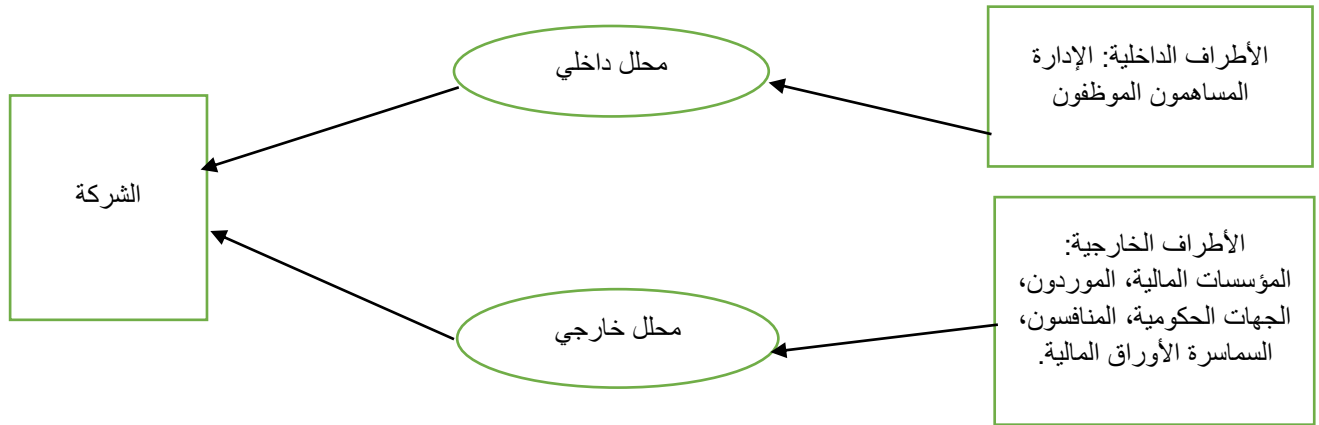 الأطراف الداخلية: الإدارة
المساهمون الموظفون
محلل داخلي
الشركة
الأطراف الخارجية:
المؤسسات المالية، الموردون،
الجهات الحكومية، المنافسون،
السماسرة الأوراق المالية.
محلل خارجي